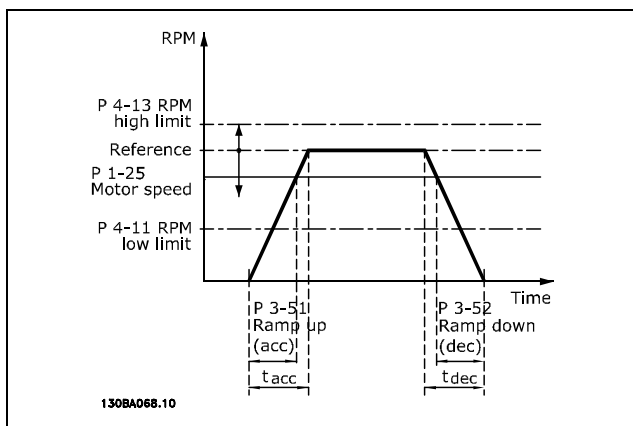 RPM
P 4-13 RPM
high limit
Reference
P 1-25
Motor speed
P 4-11 RPM
low limit
Time
P 3-51
Ramp up
(acc)
P 3-52
Ramp down
(dec)
tacc
tdec
130BA068.10